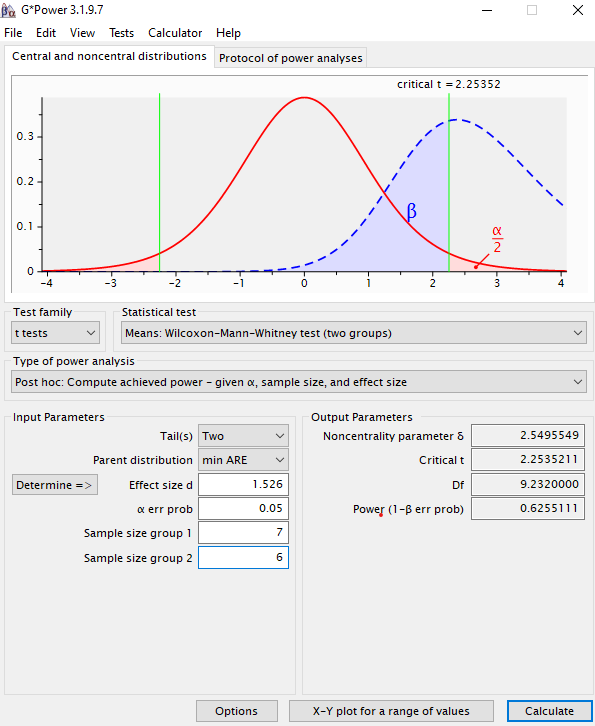 G*Power 3.1.9.7
File Edit View Tests Calculator Help
Central and noncentral distributions Protocol of power analyses
critical t = 2.25352
0.3
0.2
0.1
0
β
α
2
-4 -3 -2 -1 0 1 2 3 4
Test family Statistical test
t tests Means: Wilcoxon-Mann-Whitney test (two groups)
Type of power analysis
Post hoc: Compute achieved power - given α, sample size, and effect size
Input Parameters Output Parameters
Tail(s) Two Noncentrality parameter δ 2.5495549
Parent distribution min ARE Critical t 2.2535211
Determine => Effect size d 1.526 Df 9.2320000
α err prob 0.05 Power (1-β err prob) 0.6255111
Sample size group 1 7
Sample size group 2 6
Options X-Y plot for a range of values Calculate